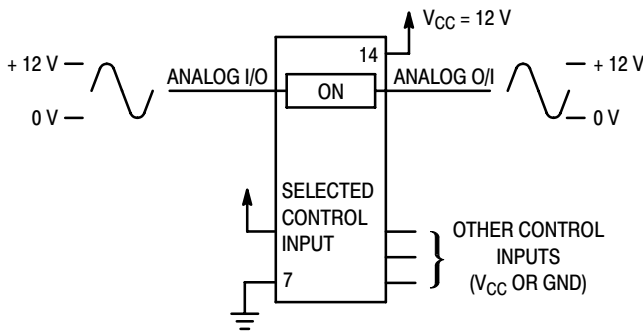 V_CC = 12 V
14
+ 12 V
0 V
ANALOG I/O
ON
ANALOG O/I
+ 12 V
0 V
SELECTED
CONTROL
INPUT
7
OTHER CONTROL
INPUTS
(V_CC OR GND)